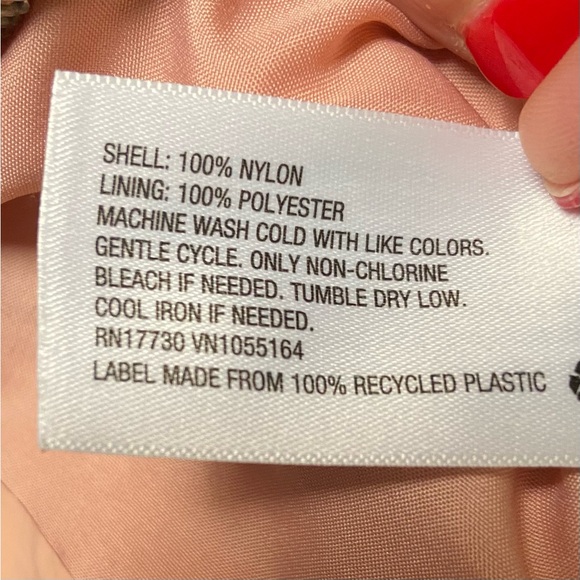 SHELL: 100% NYLON
LINING: 100% POLYESTER
MACHINE WASH COLD WITH LIKE COLORS.
GENTLE CYCLE. ONLY NON-CHLORINE
BLEACH IF NEEDED. TUMBLE DRY LOW.
COOL IRON IF NEEDED.
RN17730 VN1055164
LABEL MADE FROM 100% RECYCLED PLASTIC